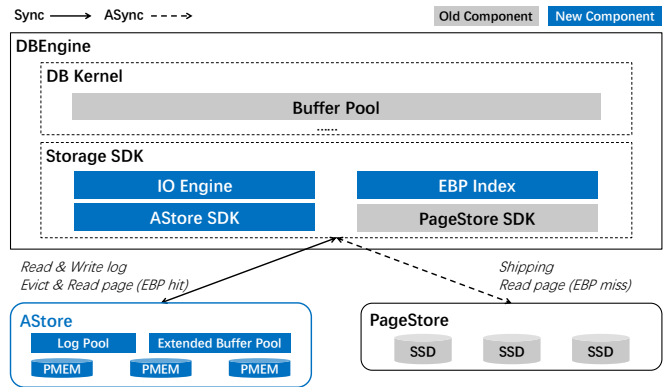 Sync ASync Old Component New Component
DBEngine
DB Kernel
Buffer Pool
......
Storage SDK
IO Engine EBP Index
AStore SDK PageStore SDK
Read & Write log Shipping
Evict & Read page (EBP hit) Read page (EBP miss)
AStore PageStore
Log Pool Extended Buffer Pool
SSD SSD SSD
PMEM PMEM PMEM